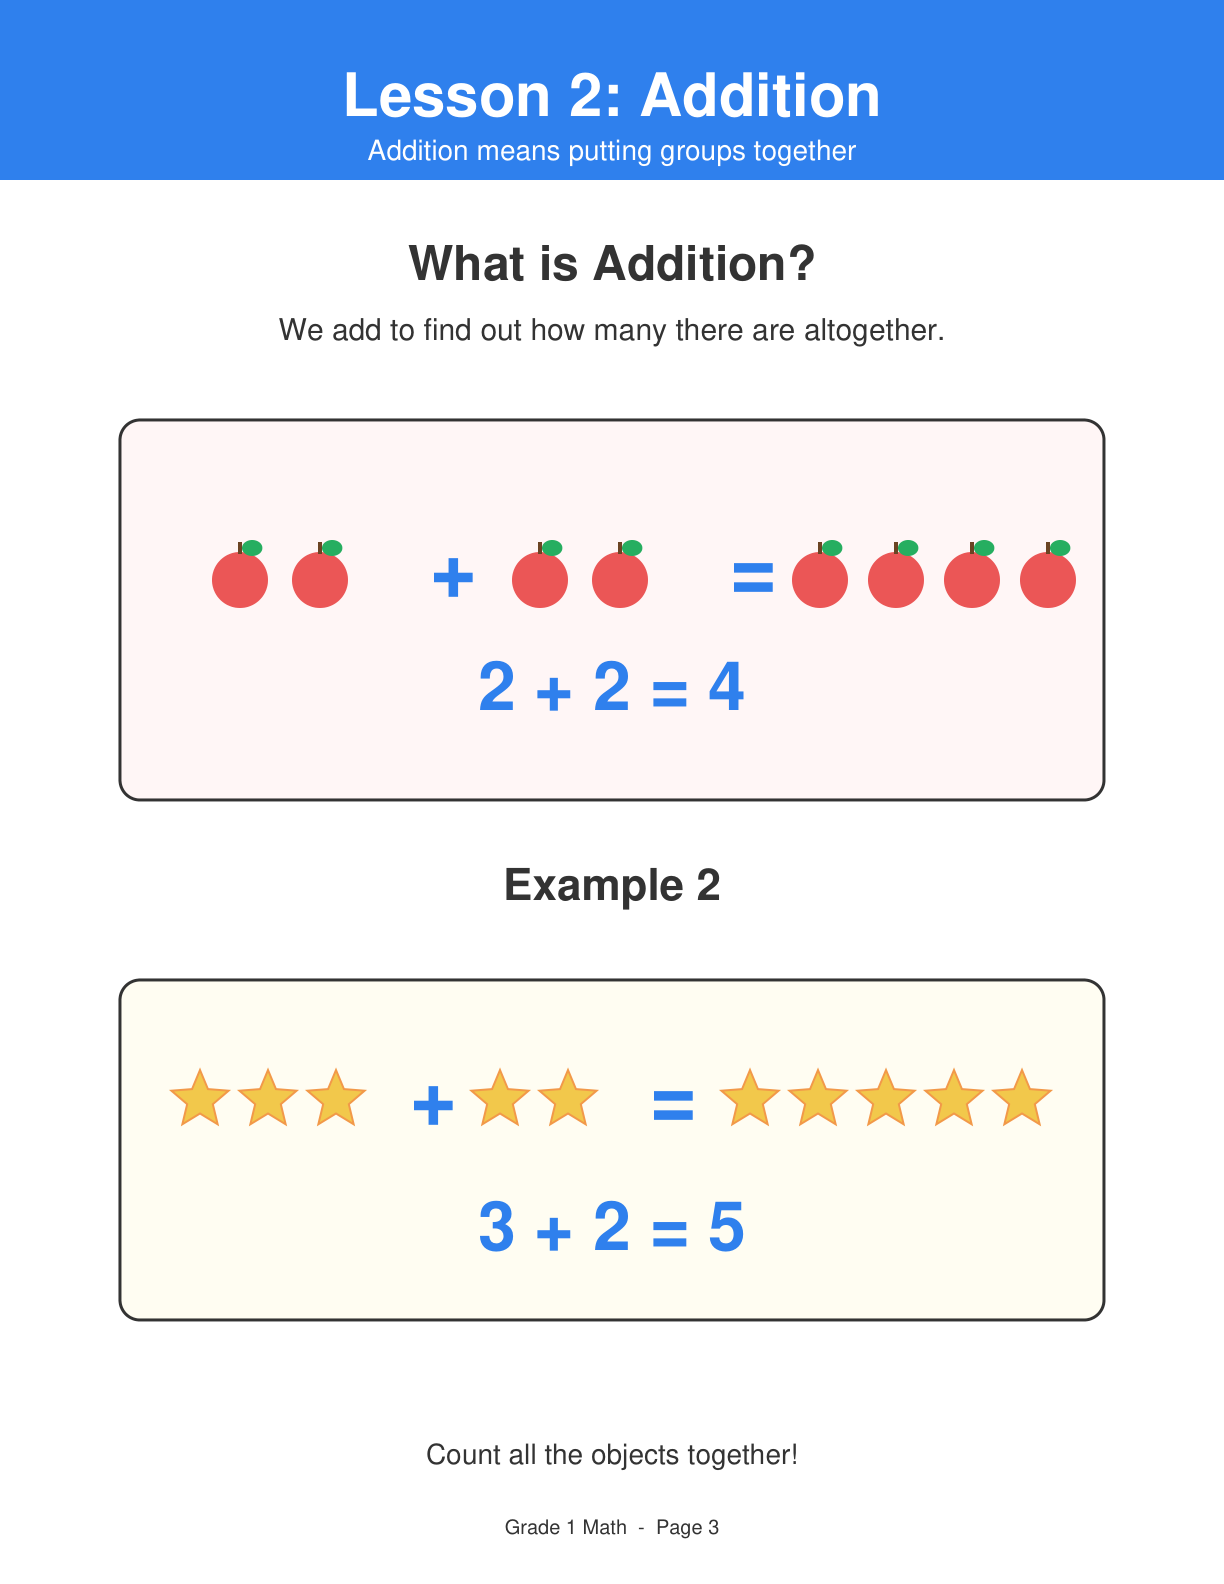 Lesson 2: Addition
Addition means putting groups together
What is Addition?
We add to find out how many there are altogether.
+ =
2 + 2 = 4
Example 2
+ =
3 + 2 = 5
Count all the objects together!
Grade 1 Math - Page 3